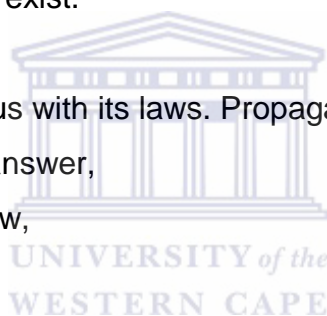 exist.
us with its laws. Propaga
nswer,
w,
UNIVERSITY of the
WESTERN CAPE